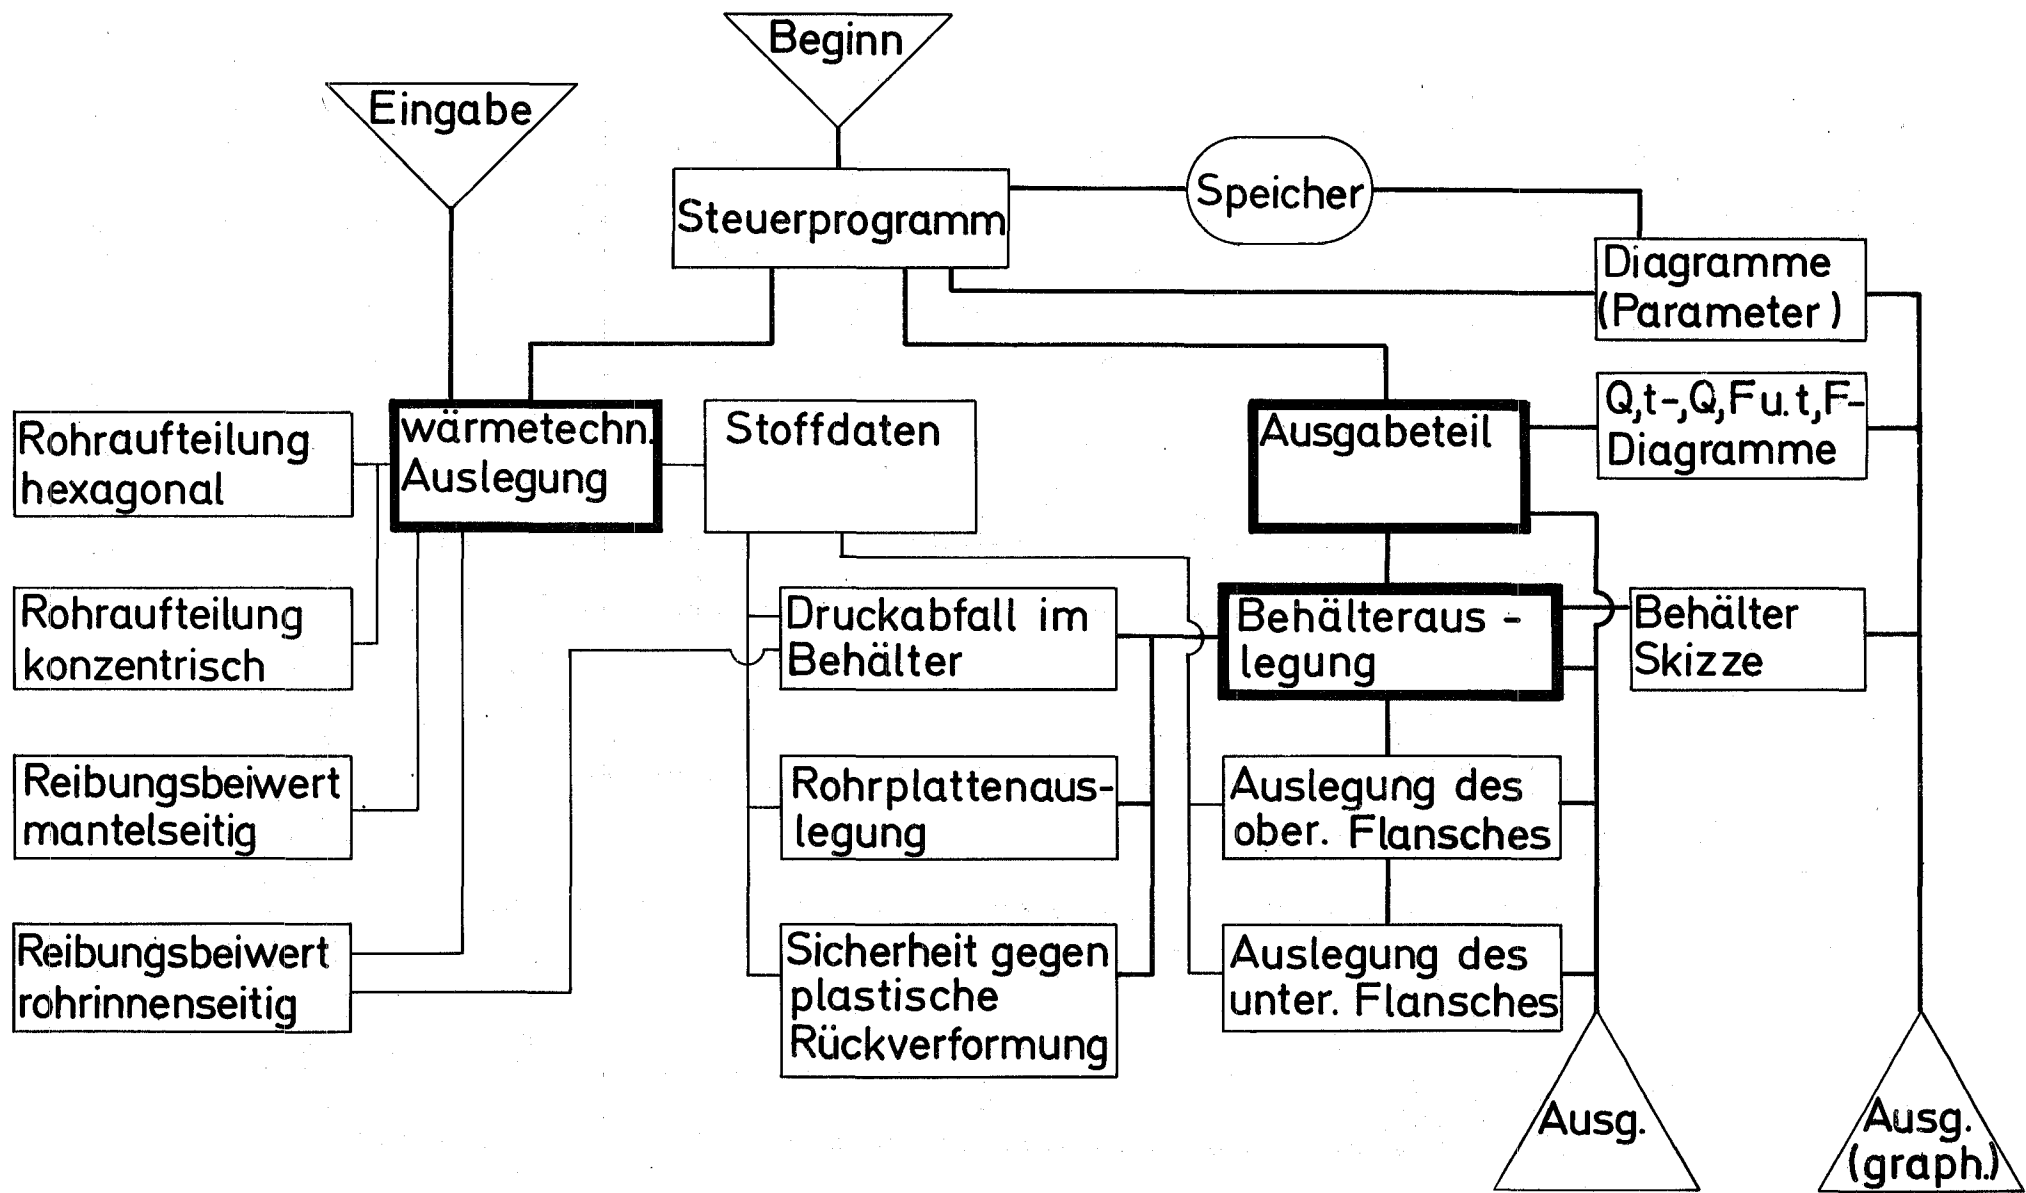 Beginn
Eingabe
Speicher
Steuerprogramm
Diagramme
(Parameter)
Rohraufteilung
hexagonal
wärmetechn.
Auslegung
Stoffdaten
Ausgabeteil
Q,t-,Q,Fu.t,F-
Diagramme
Rohraufteilung
konzentrisch
Druckabfall im
Behälter
Behälteraus-
legung
Behälter
Skizze
Reibungsbeiwert
mantelseitig
Rohrplattenaus-
legung
Auslegung des
ober. Flansches
Reibungsbeiwert
rohrinnenseitig
Sicherheit gegen
plastische
Rückverformung
Auslegung des
unter. Flansches
Ausg.
Ausg.
(graph.)